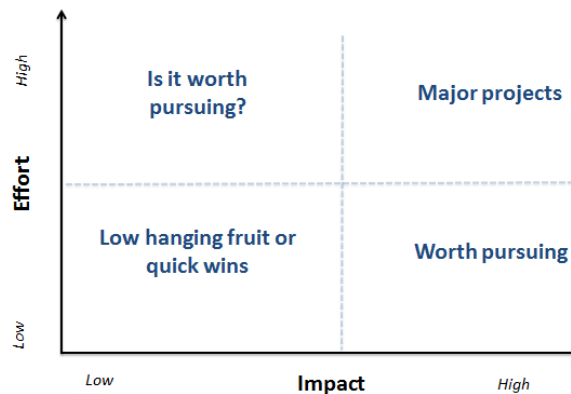 High
Is it worth
pursuing?
Major projects
Effort
Low hanging fruit or
quick wins
Worth pursuing
Low
Low
Impact
High